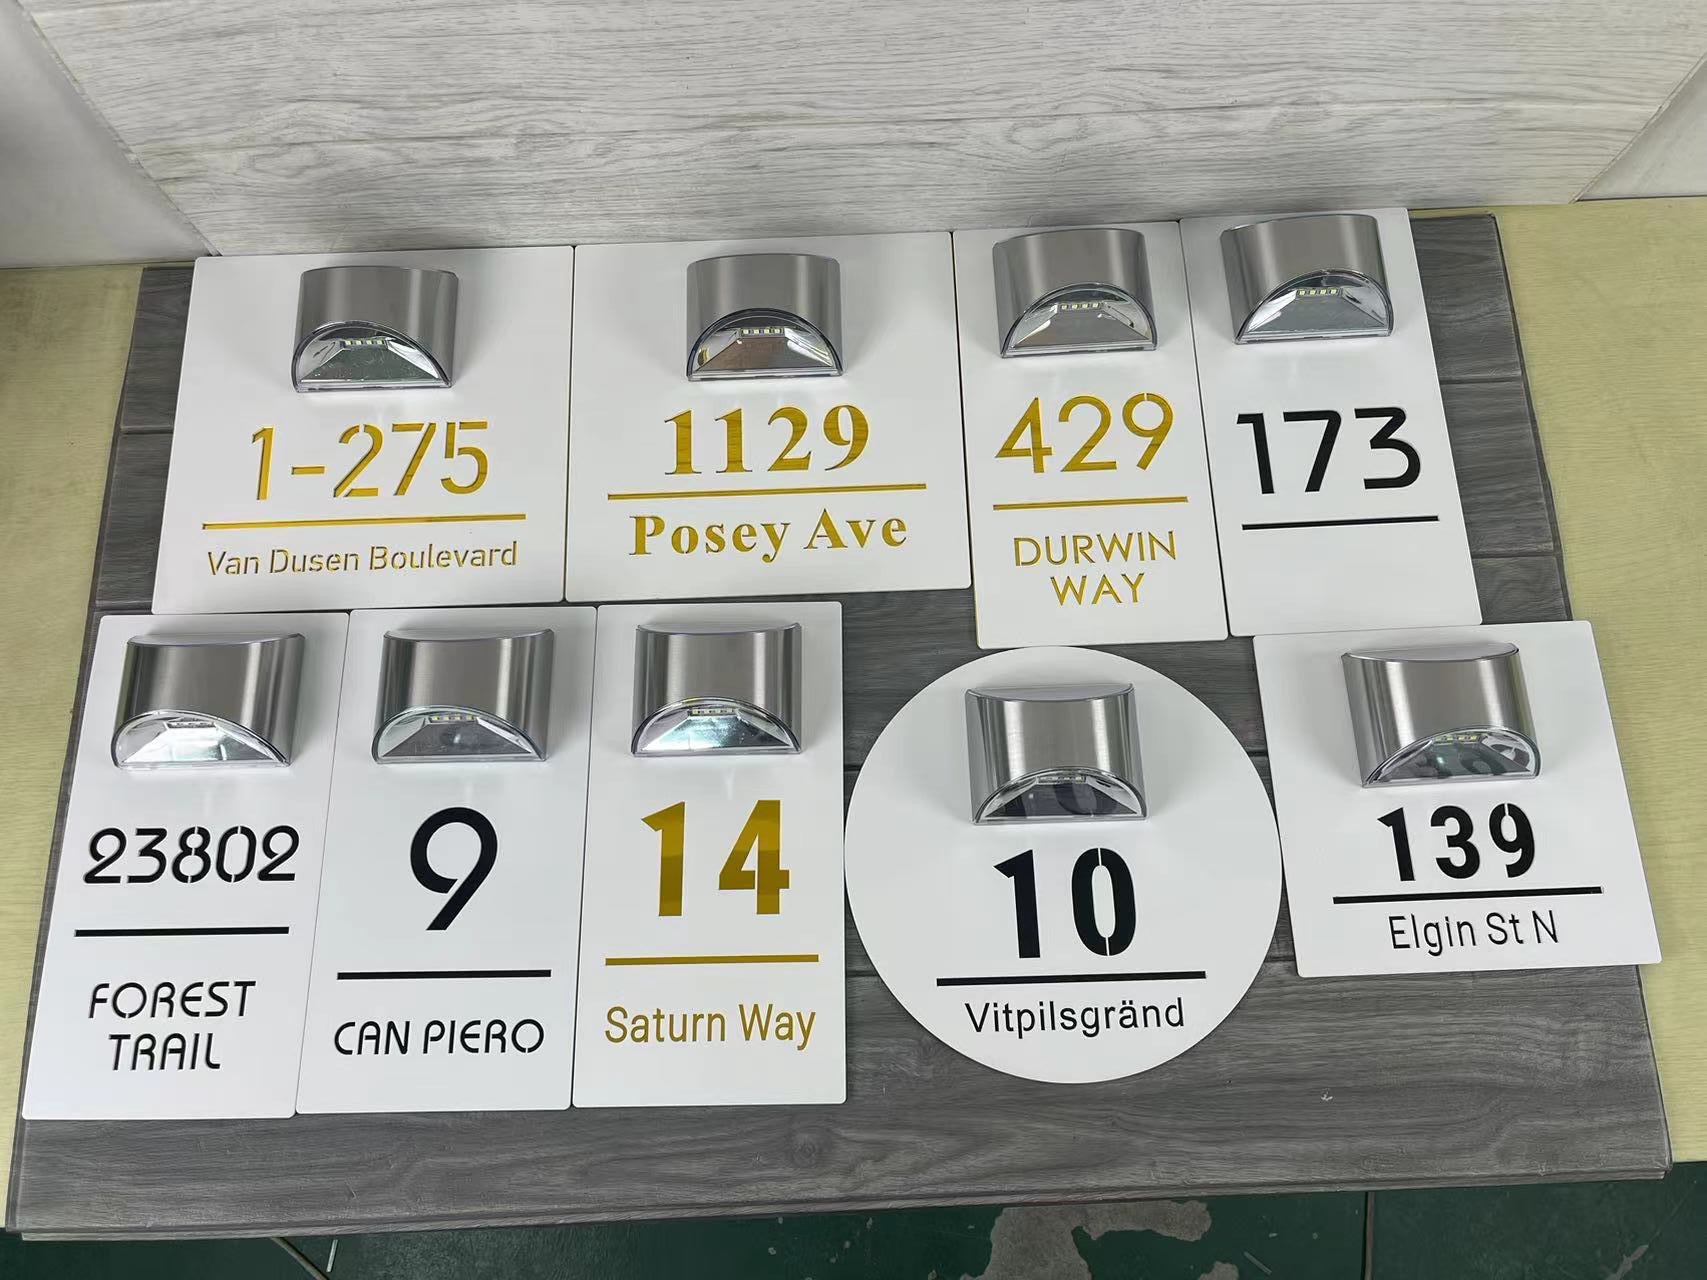 1-275
Van Dusen Boulevard
1129
Posey Ave
429
DURWIN
WAY
173
23802
FOREST
TRAIL
9
CAN PIERO
14
Saturn Way
10
Vitpilsgränd
139
Elgin St N